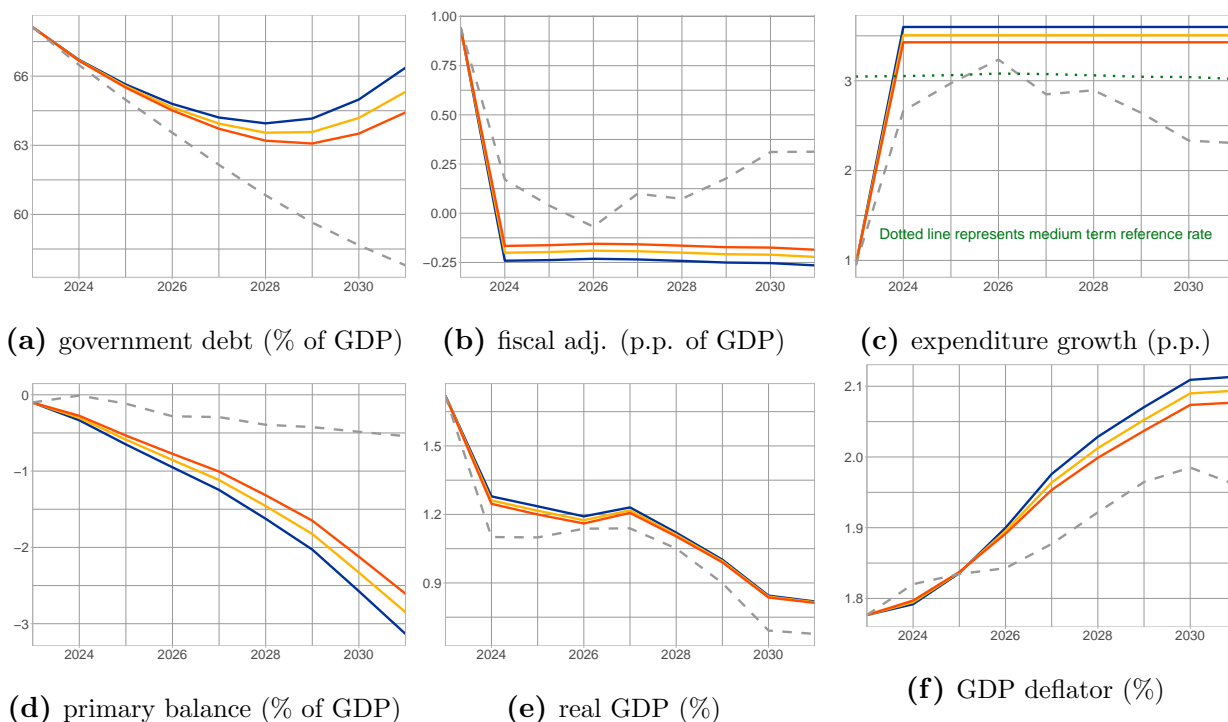 66
63
60
2024 2026 2028 2030
(a) government debt (% of GDP)
1.00
0.75
0.50
0.25
0.00
−0.25
2024 2026 2028 2030
(b) fiscal adj. (p.p. of GDP)
3
2
1
Dotted line represents medium term reference rate
2024 2026 2028 2030
(c) expenditure growth (p.p.)
0
−1
−2
−3
2024 2026 2028 2030
(d) primary balance (% of GDP)
1.5
1.2
0.9
2024 2026 2028 2030
(e) real GDP (%)
2.1
2.0
1.9
1.8
2024 2026 2028 2030
(f) GDP deflator (%)